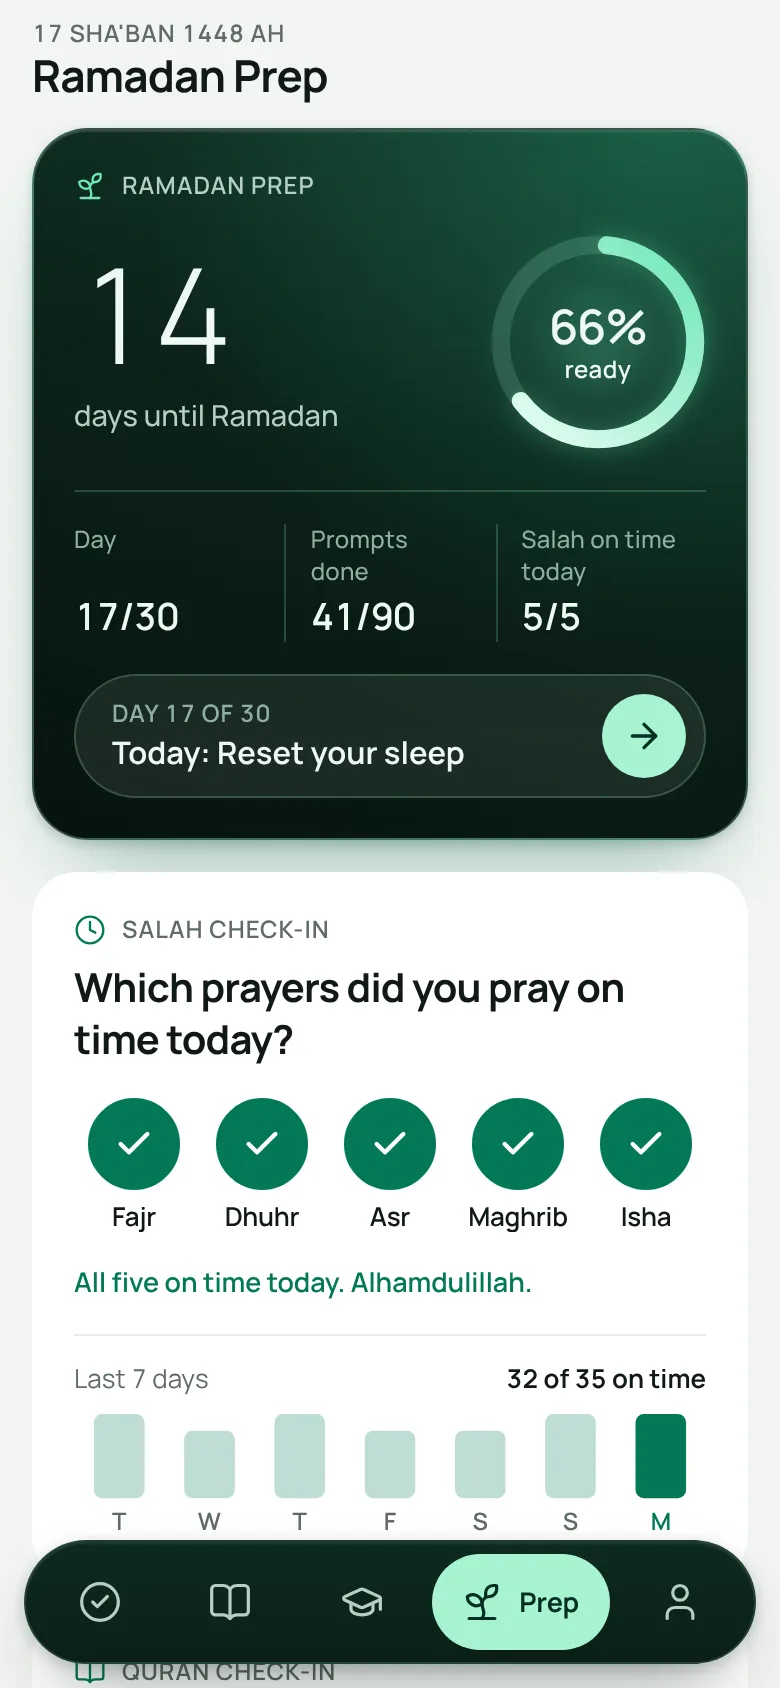 17 SHA'BAN 1448 AH
Ramadan Prep
RAMADAN PREP
14
days until Ramadan
66%
ready
Day
17/30
Prompts
done
41/90
Salah on time
today
5/5
DAY 17 OF 30
Today: Reset your sleep
SALAH CHECK-IN
Which prayers did you pray on
time today?
Fajr
Dhuhr
Asr
Maghrib
Isha
All five on time today. Alhamdulillah.
Last 7 days
32 of 35 on time
T
W
T
F
S
S
M
Prep
QURAN CHECK-IN